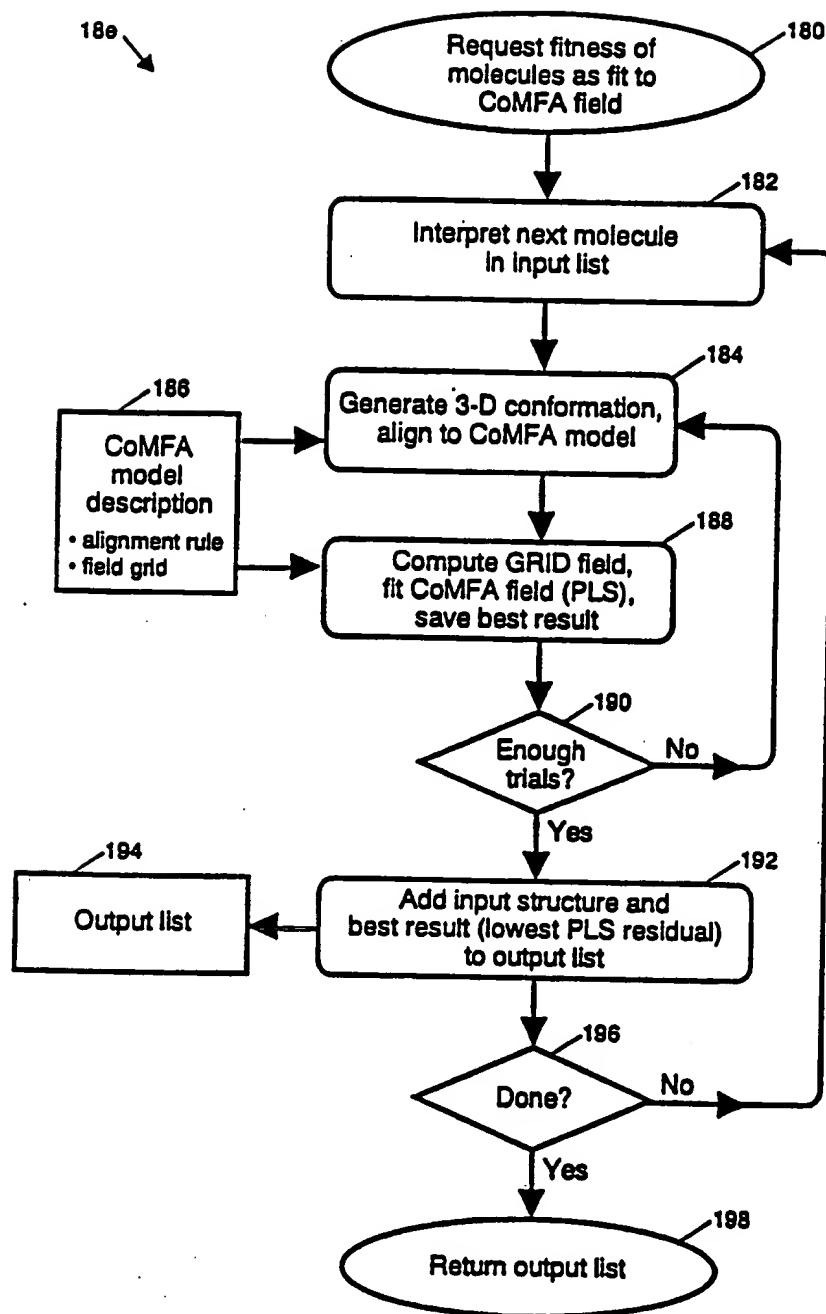 18e
180
Request fitness of
molecules as fit to
CoMFA field
182
Interpret next molecule
in input list
184
Generate 3-D conformation,
align to CoMFA model
186
CoMFA
model
description
• alignment rule
• field grid
188
Compute GRID field,
fit CoMFA field (PLS),
save best result
190
Enough
trials?
No
Yes
192
Add input structure and
best result (lowest PLS residual)
to output list
194
Output list
196
Done?
No
Yes
198
Return output list